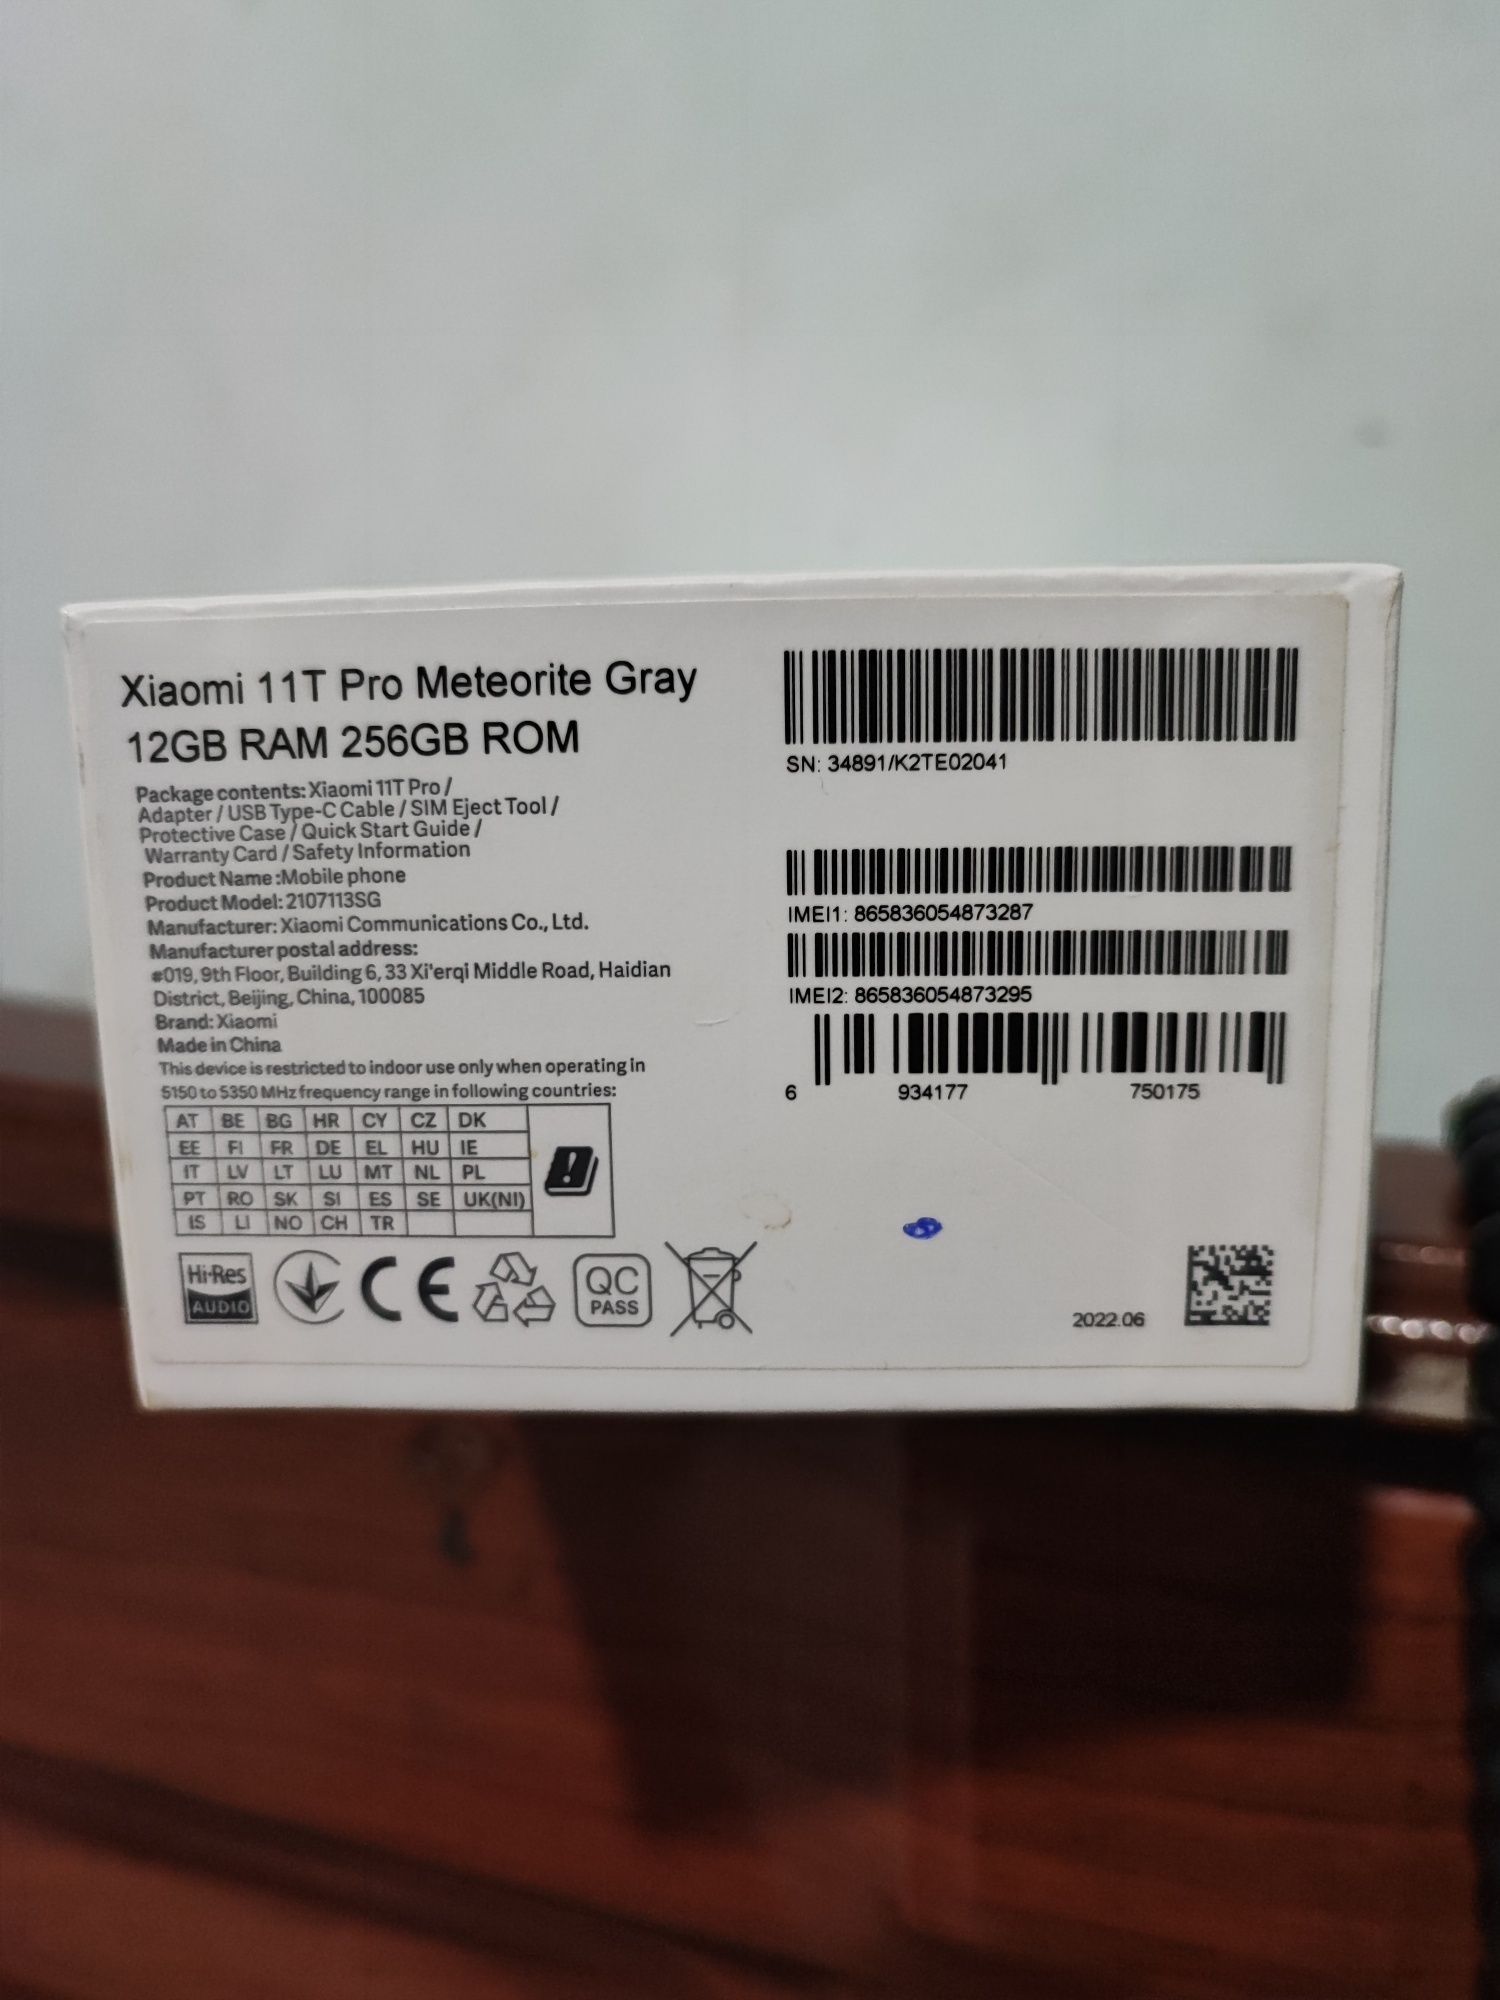 Xiaomi 11T Pro Meteorite Gray
12GB RAM 256GB ROM
Package contents: Xiaomi 11T Pro /
Adapter / USB Type-C Cable / SIM Eject Tool /
Protective Case / Quick Start Guide /
Warranty Card / Safety Information
Product Name :Mobile phone
Product Model: 2107113SG
Manufacturer: Xiaomi Communications Co., Ltd.
Manufacturer postal address:
#019, 9th Floor, Building 6, 33 Xi'erqi Middle Road, Haidian
District, Beijing, China, 100085
Brand: Xiaomi
Made in China
This device is restricted to indoor use only when operating in
5150 to 5350 MHz frequency range in following countries:
AT BE BG HR CY CZ DK
EE FI FR DE EL HU IE
IT LV LT LU MT NL PL
PT RO SK SI ES SE UK(NI)
IS LI NO CH TR
Hi-Res
AUDIO
CE
QC
PASS
SN: 34891/K2TE02041
IMEI1: 865836054873287
IMEI2: 865836054873295
6 934177 750175
2022.06